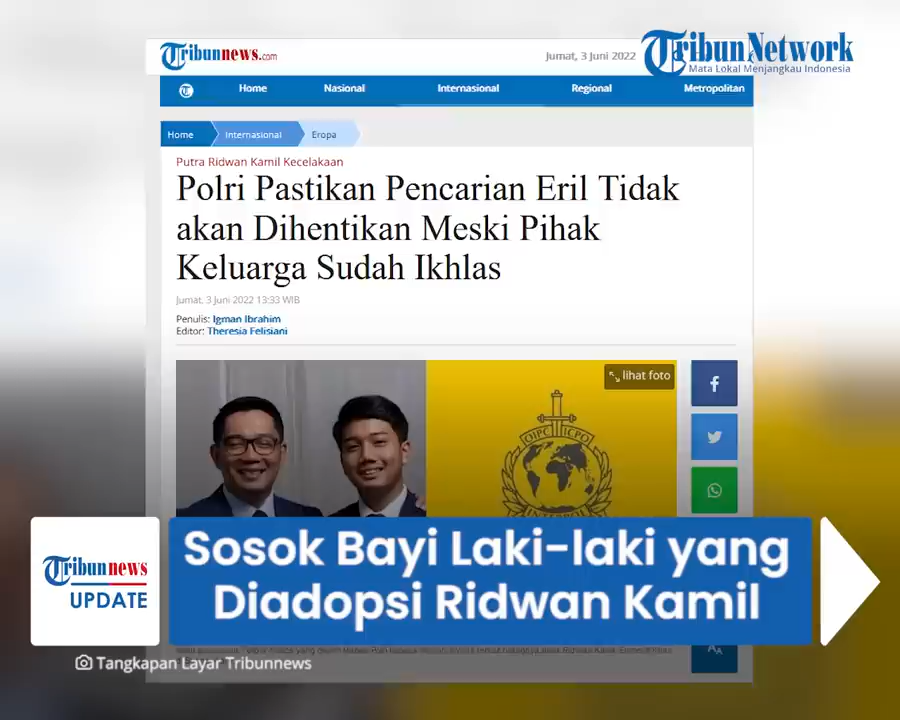 Tribunnews.com
Jumat, 3 Juni 2022
TribunNetwork
Mata Lokal Menjangkau Indonesia
Home Nasional Internasional Regional Metropolitan
Home Internasional Eropa
Putra Ridwan Kamil Kecelakaan
Polri Pastikan Pencarian Eril Tidak
akan Dihentikan Meski Pihak
Keluarga Sudah Ikhlas
Jumat, 3 Juni 2022 13:33 WIB
Penulis: Igman Ibrahim
Editor: Theresia Felisiani
lihat foto
OIPC ICPO
Tribunnews
UPDATE
Sosok Bayi Laki-laki yang
Diadopsi Ridwan Kamil
Tangkapan Layar Tribunnews
AA